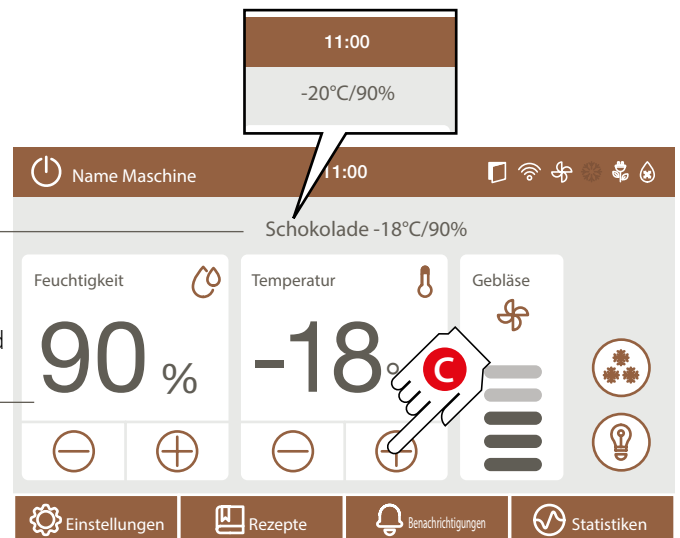 11:00
-20°C/90%
Name Maschine
11:00
Schokolade -18°C/90%
Feuchtigkeit
Temperatur
Gebläse
d
90 %
-18°
C
Einstellungen
Rezepte
Benachrichtigungen
Statistiken